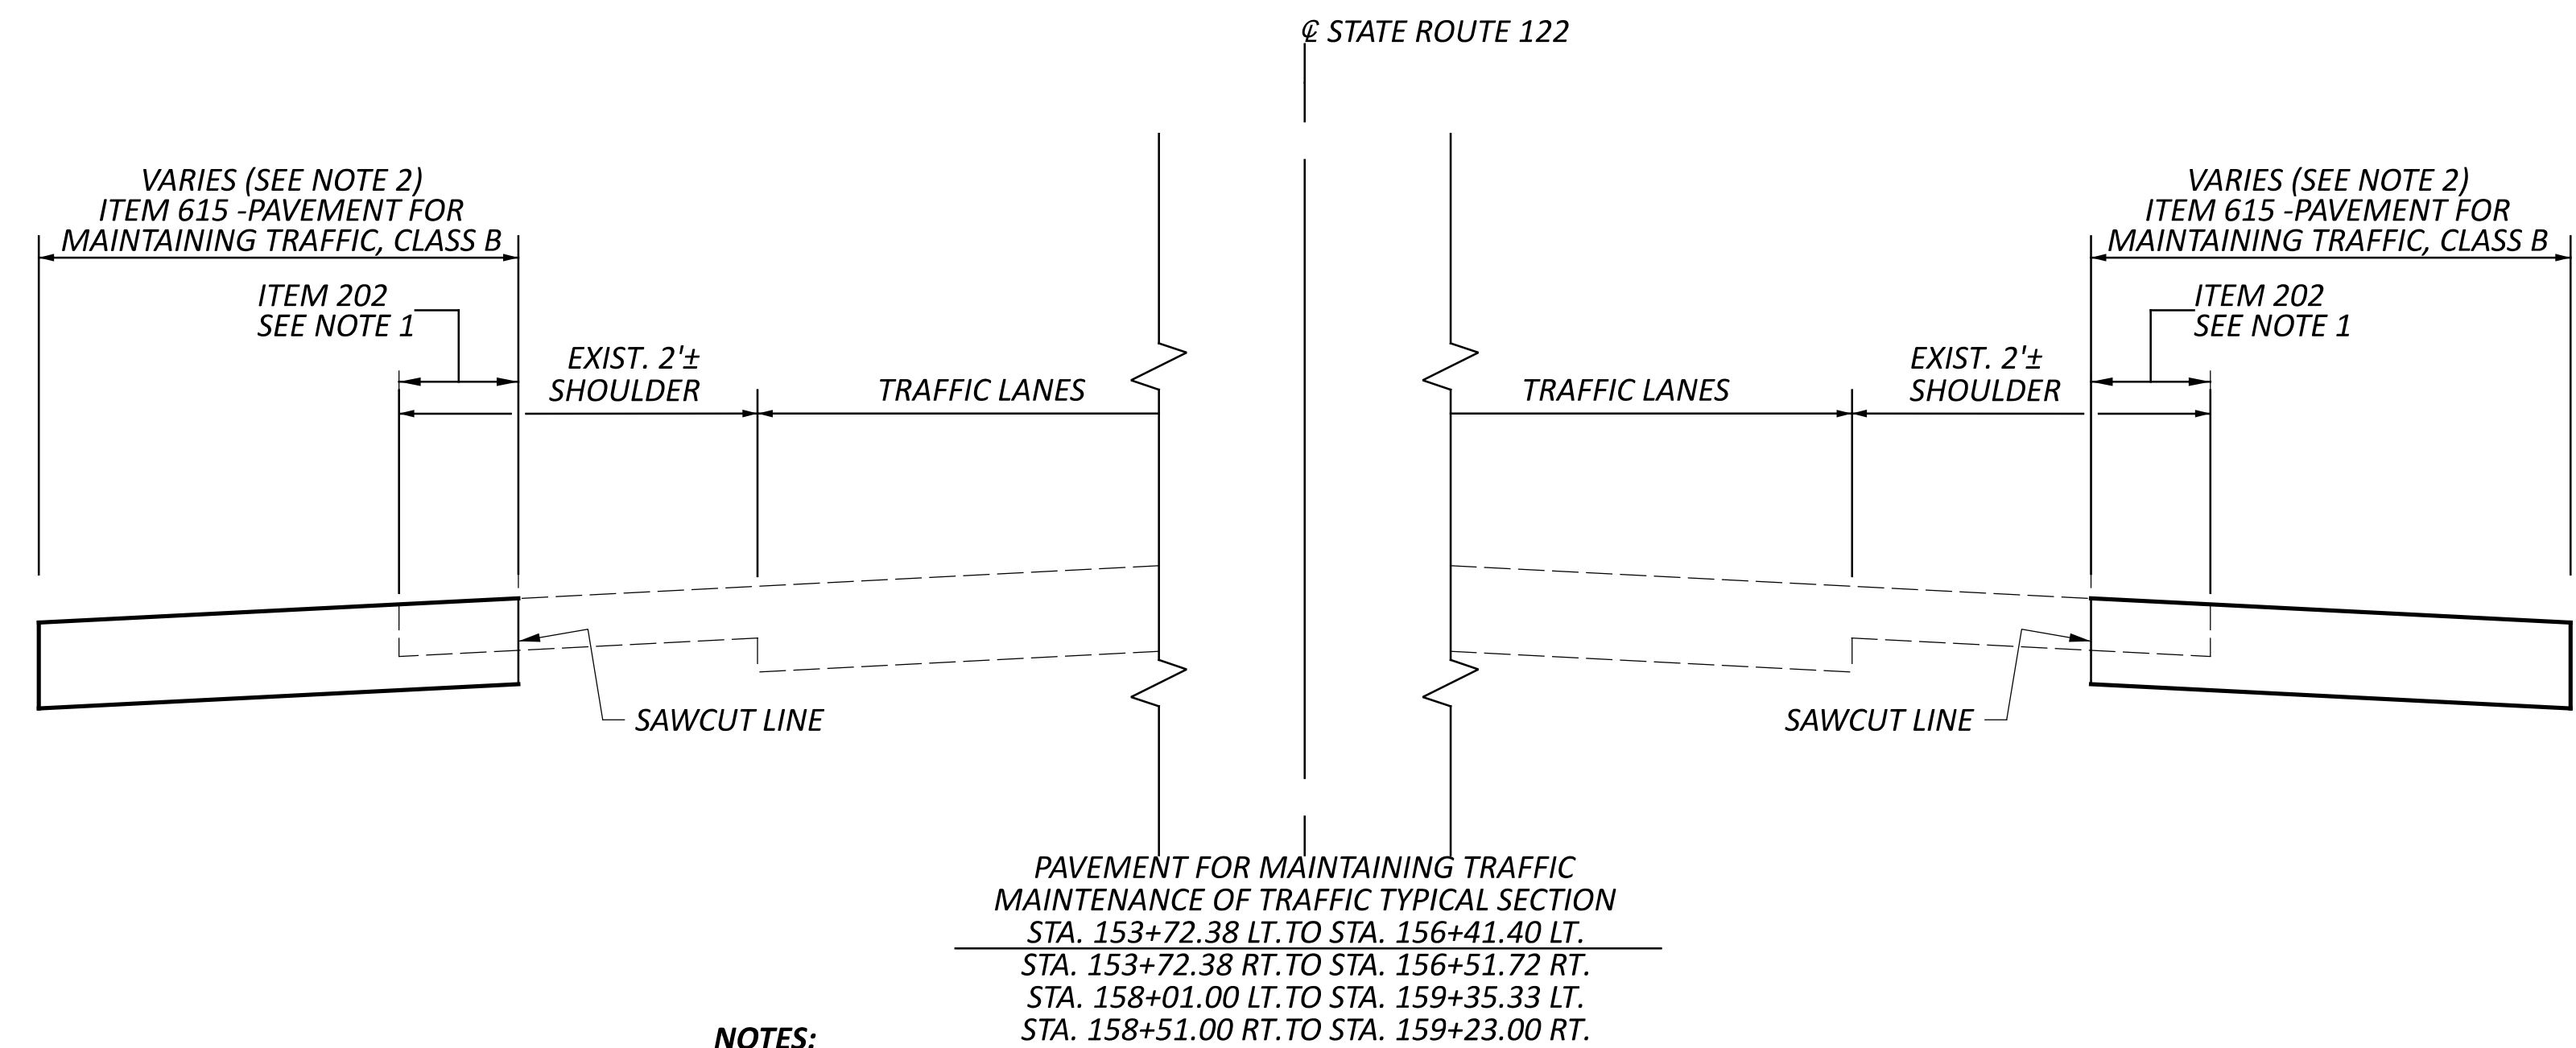 ℄ STATE ROUTE 122
VARIES (SEE NOTE 2)
ITEM 615 -PAVEMENT FOR
MAINTAINING TRAFFIC, CLASS B
ITEM 202
SEE NOTE 1
EXIST. 2'±
SHOULDER
TRAFFIC LANES
TRAFFIC LANES
EXIST. 2'±
SHOULDER
VARIES (SEE NOTE 2)
ITEM 615 -PAVEMENT FOR
MAINTAINING TRAFFIC, CLASS B
ITEM 202
SEE NOTE 1
SAWCUT LINE
SAWCUT LINE
PAVEMENT FOR MAINTAINING TRAFFIC
MAINTENANCE OF TRAFFIC TYPICAL SECTION
STA. 153+72.38 LT.TO STA. 156+41.40 LT.
STA. 153+72.38 RT.TO STA. 156+51.72 RT.
STA. 158+01.00 LT.TO STA. 159+35.33 LT.
STA. 158+51.00 RT.TO STA. 159+23.00 RT.
NOTES: